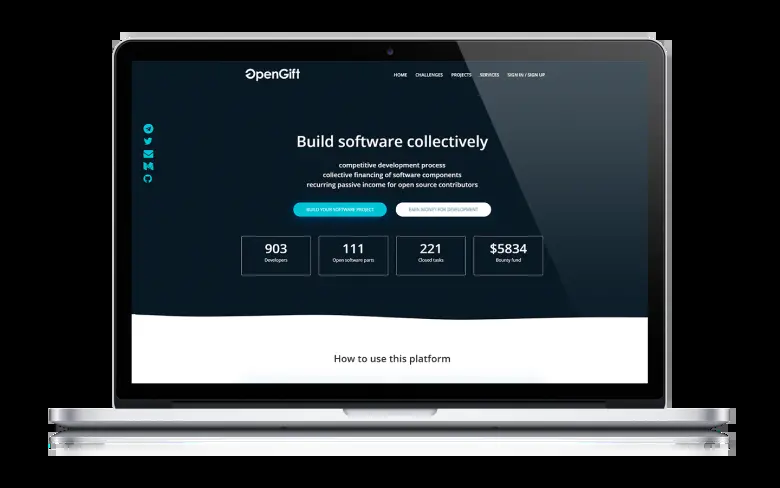 OpenGift
HOME CHALLENGES PROJECTS SERVICES SIGN IN / SIGN UP
Build software collectively
competitive development process
collective financing of software components
recurring passive income for open source contributors
BUILD YOUR SOFTWARE PROJECT EARN MONEY FOR DEVELOPMENT
903 111 221 $5834
Developers Open software parts Closed tasks Bounty fund
How to use this platform